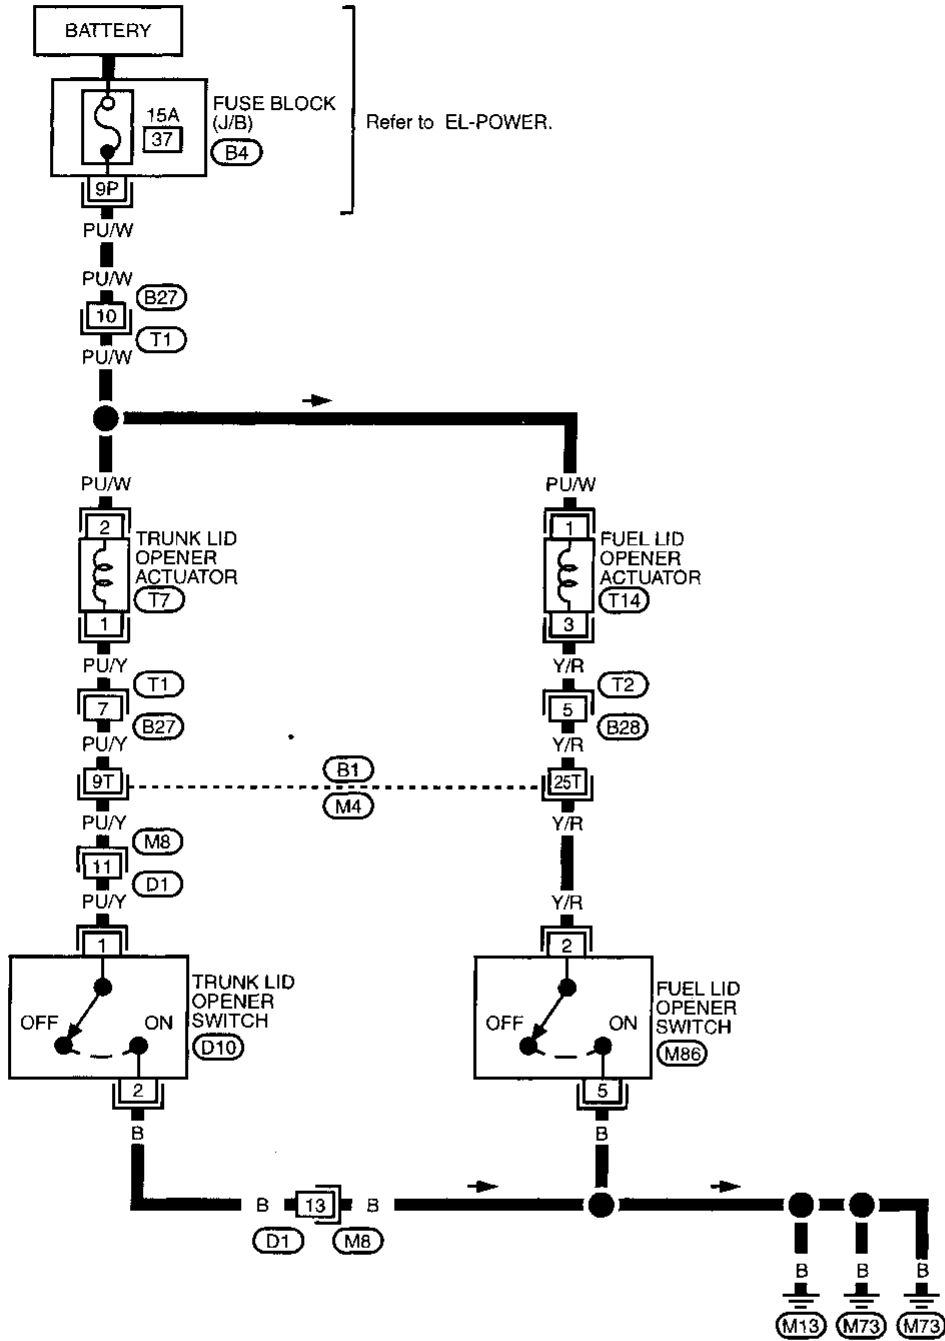 BATTERY
FUSE BLOCK
(J/B)
15A
37
B4
Refer to EL-POWER.
9P
PU/W
PU/W
B27
10
T1
PU/W
PU/W
2
TRUNK LID
OPENER
ACTUATOR
T7
1
PU/Y
T1
7
B27
PU/Y
9T
PU/Y
M8
11
D1
PU/Y
1
TRUNK LID
OPENER
SWITCH
D10
OFF
ON
2
B
PU/W
1
FUEL LID
OPENER
ACTUATOR
T14
3
Y/R
T2
5
B28
Y/R
B1
M4
25T
Y/R
Y/R
2
FUEL LID
OPENER
SWITCH
M86
OFF
ON
5
B
B
13
B
D1
M8
B
B
B
M13
M73
M73